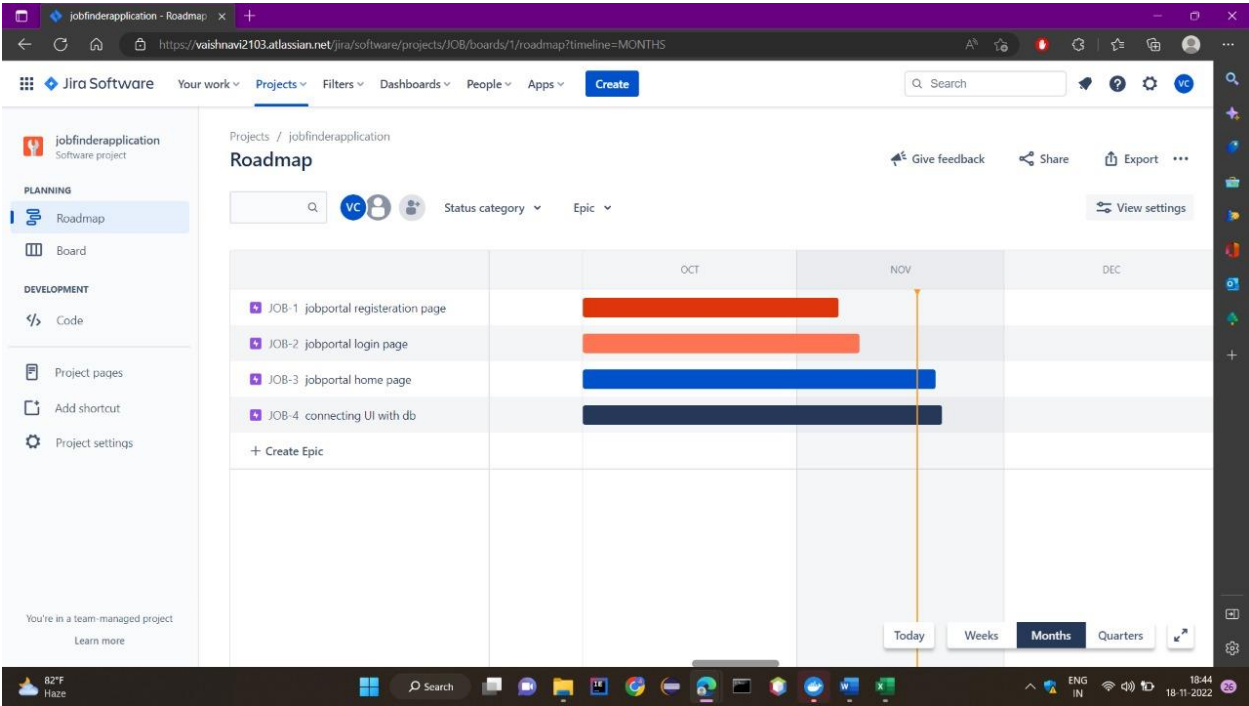 jobfinderapplication - Roadmap
https://vaishnavi2103.atlassian.net/jira/software/projects/JOB/boards/1/roadmap?timeline=MONTHS
Jira Software Your work Projects Filters Dashboards People Apps Create Search VC
jobfinderapplication
Software project
PLANNING
Roadmap
Board
DEVELOPMENT
Code
Project pages
Add shortcut
Project settings
You're in a team-managed project
Learn more
Projects / jobfinderapplication
Roadmap
Give feedback Share Export
VC Status category Epic View settings
OCT NOV DEC
JOB-1 jobportal registeration page
JOB-2 jobportal login page
JOB-3 jobportal home page
JOB-4 connecting UI with db
+ Create Epic
Today Weeks Months Quarters
82°F
Haze
Search
ENG
IN
18:44
18-11-2022
26